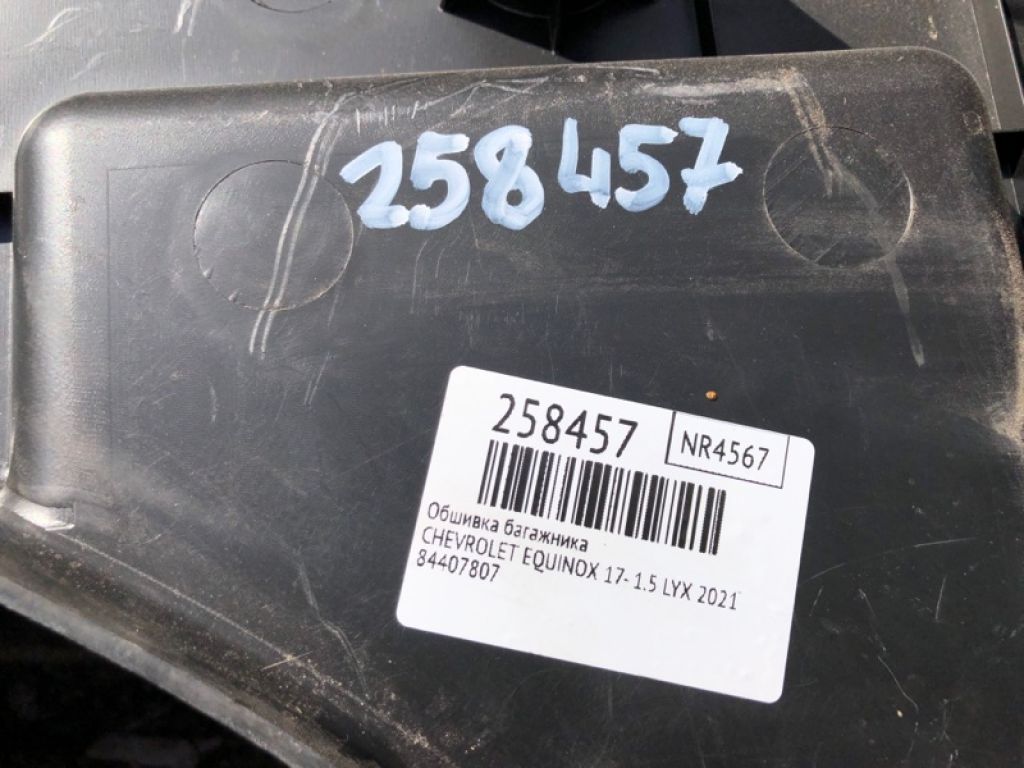 258457
258457
NR4567
Обшивка багажника
CHEVROLET EQUINOX 17- 1.5 LYX 2021
84407807